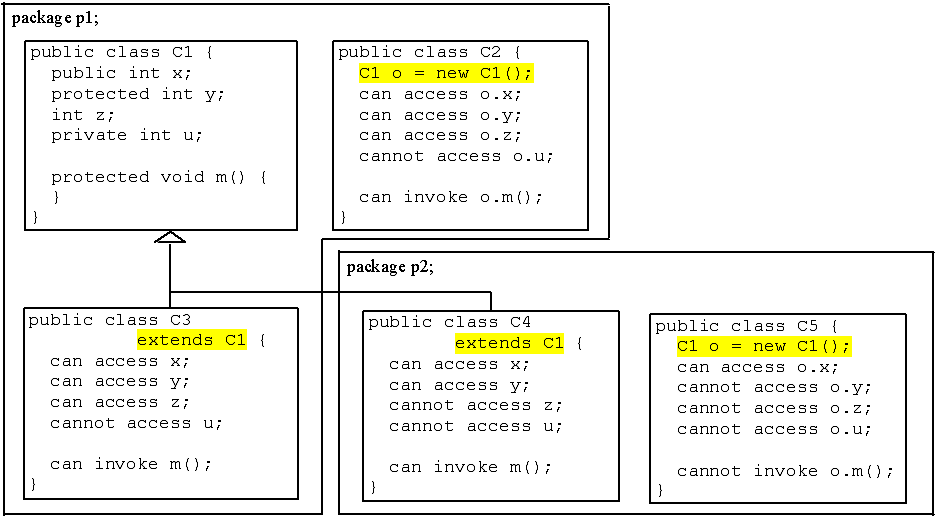 package p1;
public class C1 {
public int x;
protected int y;
int z;
private int u;
protected void m() {
}
}
public class C2 {
C1 o = new C1();
can access o.x;
can access o.y;
can access o.z;
cannot access o.u;
can invoke o.m();
}
public class C3
extends C1 {
can access x;
can access y;
can access z;
cannot access u;
can invoke m();
}
package p2;
public class C4
extends C1 {
can access x;
can access y;
cannot access z;
cannot access u;
can invoke m();
}
public class C5 {
C1 o = new C1();
can access o.x;
cannot access o.y;
cannot access o.z;
cannot access o.u;
cannot invoke o.m();
}